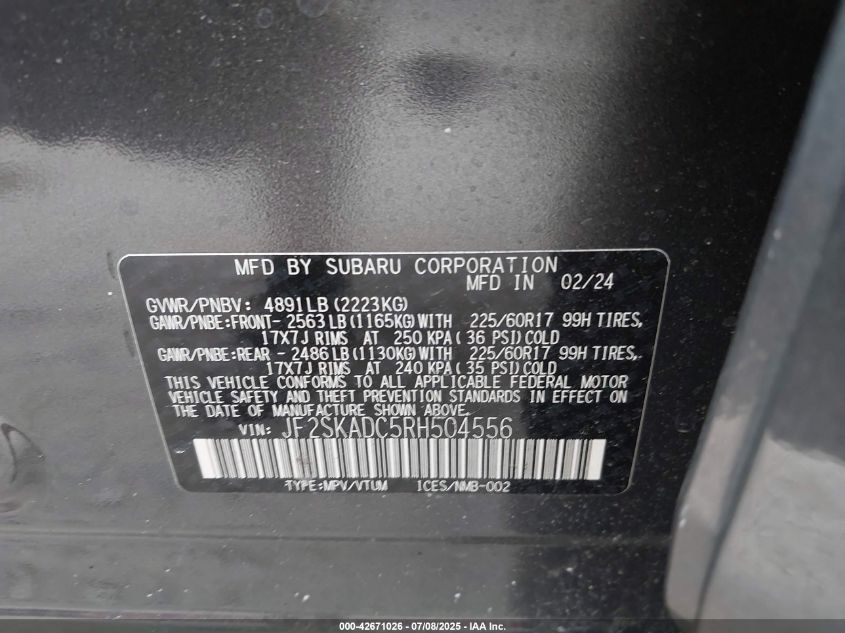 MFD BY SUBARU CORPORATION
MFD IN 02/24
GVWR/PNBV: 4891LB (2223KG)
GAWR/PNBE:FRONT- 2563 LB (1165KG) WITH 225/60R17 99H TIRES,
17X7J RIMS AT 250 KPA ( 36 PSI) COLD
GAWR/PNBE:REAR - 2486 LB (1130KG) WITH 225/60R17 99H TIRES,
17X7J RIMS AT 240 KPA ( 35 PSI) COLD
THIS VEHICLE CONFORMS TO ALL APPLICABLE FEDERAL MOTOR
VEHICLE SAFETY AND THEFT PREVENTION STANDARDS IN EFFECT ON
THE DATE OF MANUFACTURE SHOWN ABOVE.
VIN: JF2SKADC5RH504556
TYPE:MPV/VTUM ICES/NMB-002
000-42671026 - 07/08/2025 - IAA Inc.